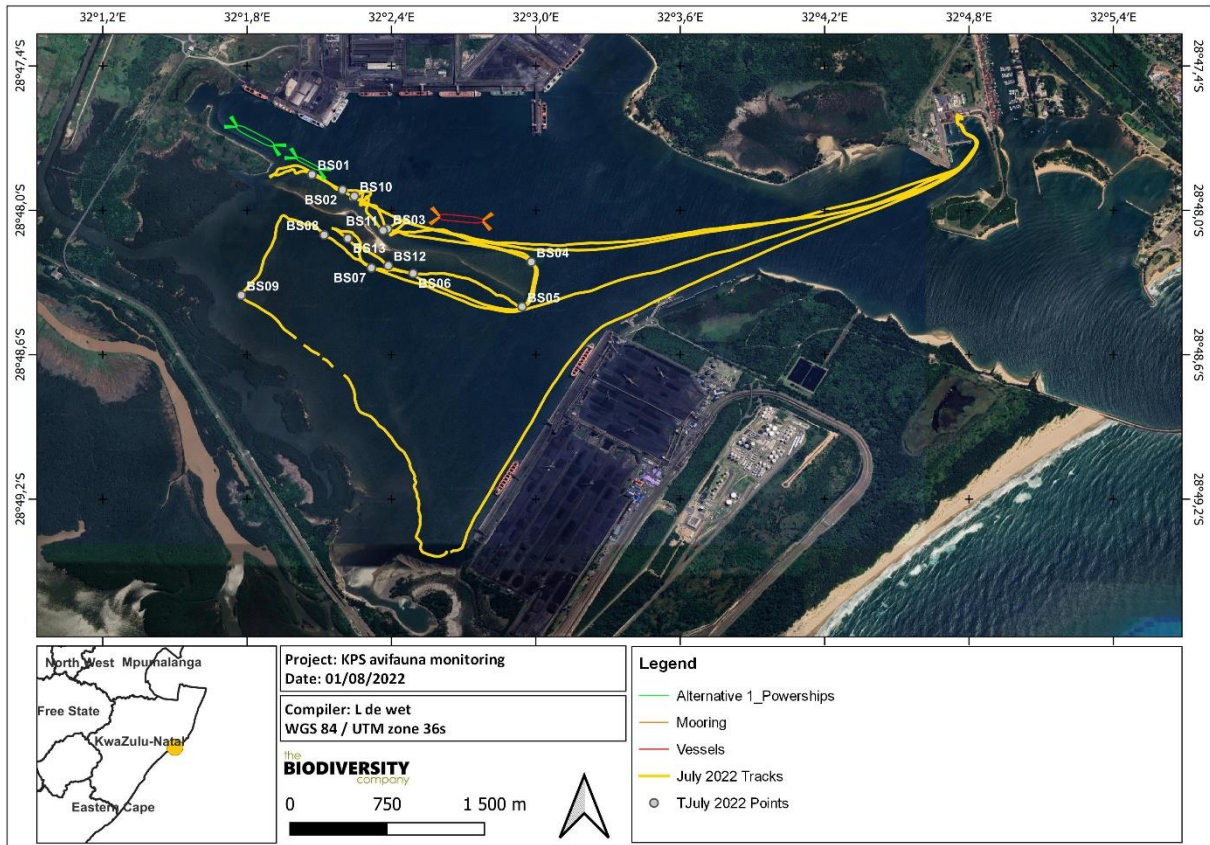 32°1,2'E 32°1,8'E 32°2,4'E 32°3,0'E 32°3,6'E 32°4,2'E 32°4,8'E 32°5,4'E
28°47,4'S 28°47,4'S
BS01
BS10
BS02
28°48,0'S 28°48,0'S
BS11 BS03
BS08
BS13
BS12
BS04
BS07
BS06
BS09
BS05
28°48,6'S 28°48,6'S
28°49,2'S 28°49,2'S
North West Mpumalanga
Free State
KwaZulu-Natal
Eastern Cape
Project: KPS avifauna monitoring
Date: 01/08/2022
Compiler: L de wet
WGS 84 / UTM zone 36s
the
BIODIVERSITY
company
0 750 1 500 m
Legend
Alternative 1_Powerships
Mooring
Vessels
July 2022 Tracks
TJuly 2022 Points